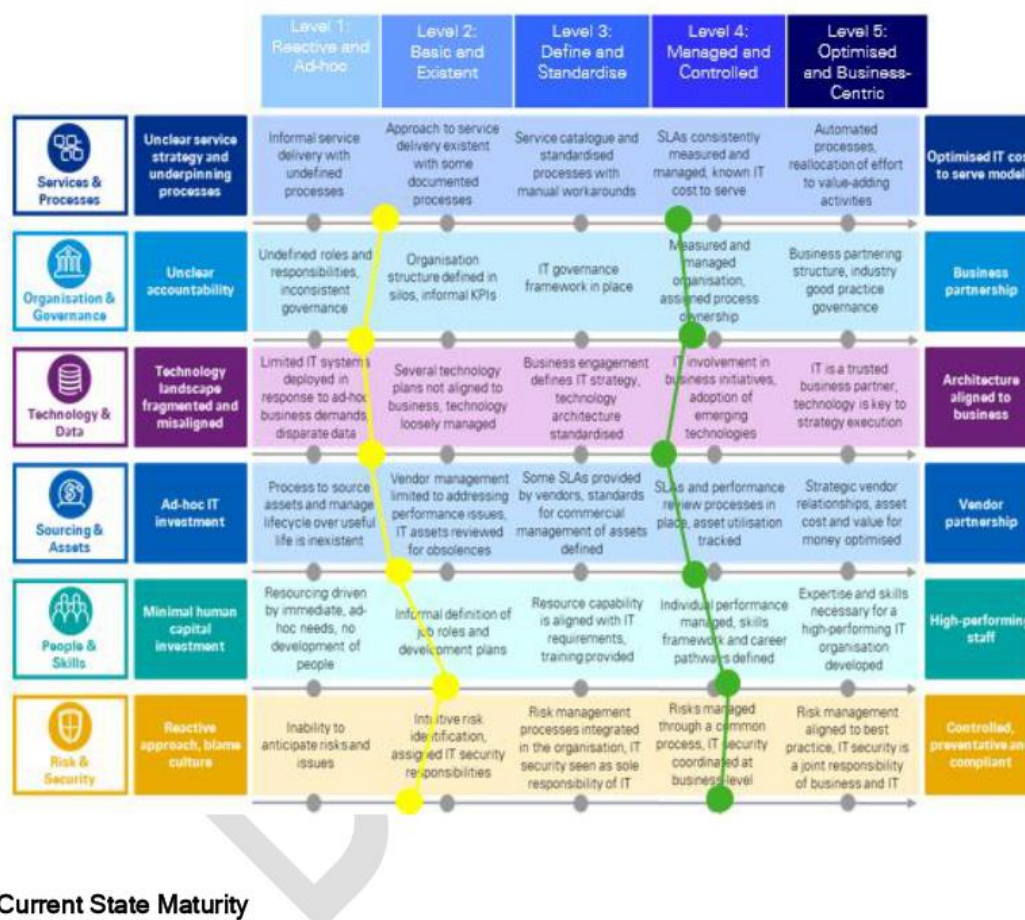 Level 1:
Reactive and
Ad-hoc
Level 2:
Basic and
Existent
Level 3:
Define and
Standardise
Level 4:
Managed and
Controlled
Level 5:
Optimised
and Business-
Centric
Services &
Processes
Unclear service
strategy and
underpinning
processes
Informal service
delivery with
undefined
processes
Approach to service
delivery existent
with some
documented
processes
Service catalogue and
standardised
processes with
manual workarounds
SLAs consistently
measured and
managed, known IT
cost to serve
Automated
processes,
reallocation of effort
to value-adding
activities
Optimised IT cos
to serve model
Organisation &
Governance
Unclear
accountability
Undefined roles and
responsibilities,
inconsistent
governance
Organisation
structure defined in
silos, informal KPIs
IT governance
framework in place
Measured and
managed
organisation,
assigned process
ownership
Business partnering
structure, industry
good practice
governance
Business
partnership
Technology &
Data
Technology
landscape
fragmented and
misaligned
Limited IT systems
deployed in
response to ad-hoc
business demands,
disparate data
Several technology
plans not aligned to
business, technology
loosely managed
Business engagement
defines IT strategy,
technology
architecture
standardised
IT involvement in
business initiatives,
adoption of
emerging
technologies
IT is a trusted
business partner,
technology is key to
strategy execution
Architecture
aligned to
business
Sourcing &
Assets
Ad-hoc IT
investment
Process to source
assets and manage
lifecycle over useful
life is inexistent
Vendor management
limited to addressing
performance issues,
IT assets reviewed
for obsolences
Some SLAs provided
by vendors, standards
for commercial
management of assets
defined
SLAs and performance
review processes in
place, asset utilisation
tracked
Strategic vendor
relationships, asset
cost and value for
money optimised
Vendor
partnership
People &
Skills
Minimal human
capital
investment
Resourcing driven
by immediate, ad-
hoc needs, no
development of
people
Informal definition of
job roles and
development plans
Resource capability
is aligned with IT
requirements,
training provided
Individual performance
managed, skills
framework and career
pathways defined
Expertise and skills
necessary for a
high-performing IT
organisation
developed
High-performing
staff
Risk &
Security
Reactive
approach, blame
culture
Inability to
anticipate risks and
issues
Intuitive risk
identification,
assigned IT security
responsibilities
Risk management
processes integrated
in the organisation, IT
security seen as sole
responsibility of IT
Risks managed
through a common
process, IT security
coordinated at
business-level
Risk management
aligned to best
practice, IT security is
a joint responsibility
of business and IT
Controlled,
preventative and
compliant
Current State Maturity